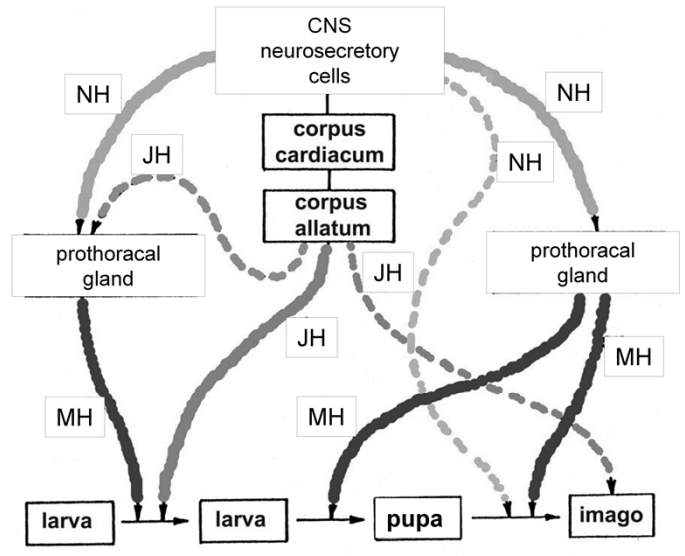 CNS
neurosecretory
cells
NH
NH
corpus
cardiacum
JH
NH
corpus
allatum
prothoracal
gland
prothoracal
gland
JH
JH
MH
MH
MH
larva
larva
pupa
imago